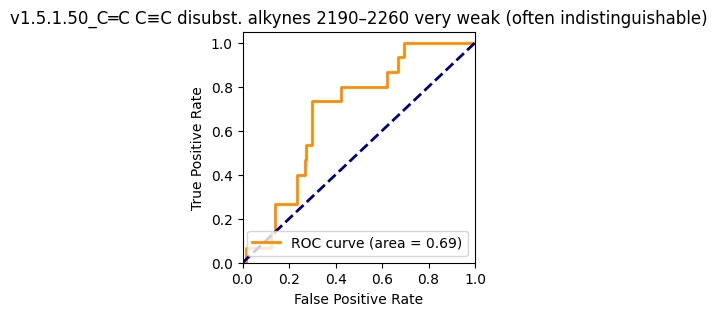 v1.5.1.50_C═C C≡C disubst. alkynes 2190–2260 very weak (often indistinguishable)
1.0
0.8
0.6
0.4
0.2
0.0
True Positive Rate
ROC curve (area = 0.69)
0.0 0.2 0.4 0.6 0.8 1.0
False Positive Rate